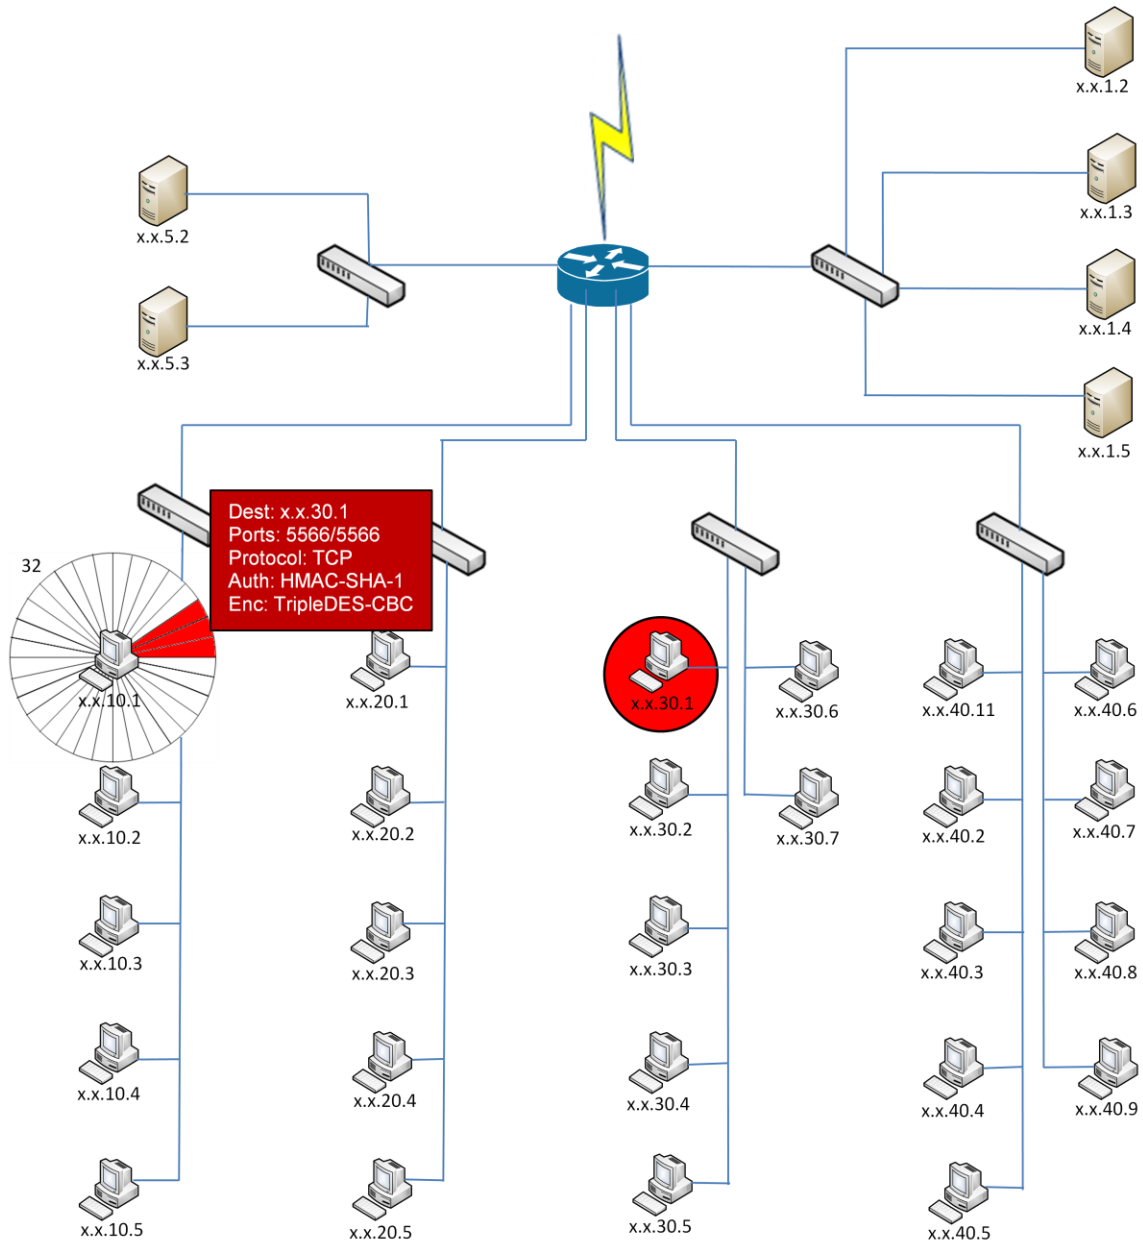 x.x.1.2
x.x.1.3
x.x.5.2
x.x.1.4
x.x.5.3
x.x.1.5
Dest: x.x.30.1
Ports: 5566/5566
Protocol: TCP
Auth: HMAC-SHA-1
Enc: TripleDES-CBC
32
x.x.10.1
x.x.20.1
x.x.30.1
x.x.30.6
x.x.40.11
x.x.40.6
x.x.10.2
x.x.20.2
x.x.30.2
x.x.30.7
x.x.40.2
x.x.40.7
x.x.10.3
x.x.20.3
x.x.30.3
x.x.40.3
x.x.40.8
x.x.10.4
x.x.20.4
x.x.30.4
x.x.40.4
x.x.40.9
x.x.10.5
x.x.20.5
x.x.30.5
x.x.40.5